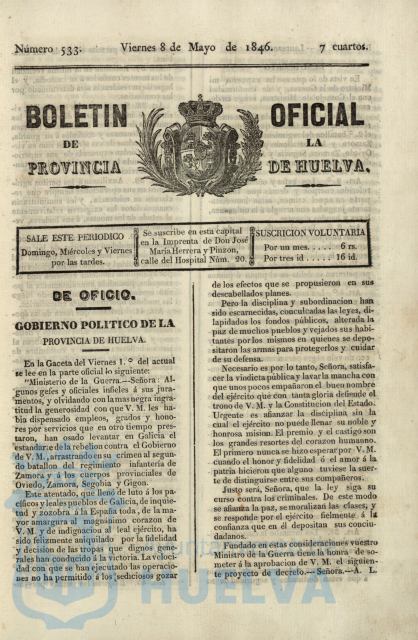 Número 533. Viernes 8 de Mayo de 1846. 7 cuartos.
BOLETIN OFICIAL
DE LA
PROVINCIA DE HUELVA.
SALE ESTE PERIODICO
Domingo, Miércoles y Viernes
por las tardes.
Se suscribe en esta capital
en la Imprenta de Don José
María Herrera y Pinzon,
calle del Hospital Núm. 20.
SUSCRICION VOLUNTARIA
Por un mes. . . . . 6 rs.
Por tres id . . . . . 16 id.
DE OFICIO.
GOBIERNO POLITICO DE LA
PROVINCIA DE HUELVA.
En la Gaceta del Viernes 1.° del actual
se lee en la parte oficial lo siguiente:
"Ministerio de la Guerra.—Señora: Al-
gunos gefes y oficiales infieles á sus jura-
mentos, y olvidando con la mas negra ingra-
titud la generosidad con que V. M. les ha-
bia dispensado empleos, grados y hono-
res por servicios que en otro tiempo pres-
taron, han osado levantar en Galicia el
estandarte de la rebelion contra el Gobierno
de V. M., arrastrando en su crímen al segun-
do batallon del regimiento infantería de
Zamora y á los cuerpos provinciales de
Oviedo, Zamora, Segobia y Gigon.
Este atentado, que llenó de luto á los pa-
cíficos y leales pueblos de Galicia, de inquie-
tud y zozobra á la España toda, de la ma-
yor amargura al magnánimo corazon de
V. M. y de indignacion al leal ejército, ha
sido felizmente aniquilado por la fidelidad
y decision de las tropas que dignos gene-
rales han conducido á la victoria. La veloci-
dad con que se han ejecutado las operacio-
nes no ha permitido á los sediciosos gozar
de los efectos que se propusieron en sus
descabellados planes.
Pero la disciplina y subordinacion han
sido escarnecidas, conculcadas las leyes, di-
lapidados los fondos públicos, alterada la
paz de muchos pueblos y vejados sus habi-
tantes por los mismos en quienes se depo-
sitaron las armas para protegerlos y cuidar
de su defensa.
Necesario es por lo tanto, Señora, satisfa-
cer la vindicta pública y lavar la mancha con
que unos pocos empañaron el buen nombre
del ejército que con tanta gloria defiende el
trono de V. M. y la Constitucion del Estado.
Urgente es afianzar la disciplina sin la
cual el ejército no puede llenar su noble y
honrosa mision. El premio y el castigo son
los grandes resortes del corazon humano.
El primero nunca se hizo esperar por V. M.
cuando el honor y fidelidad ó el amor á la
patria hicieron que alguno tuviese la suer-
te de distinguirse entre sus compañeros.
Justo es, Señora, que la ley siga su
curso contra los criminales. De este modo
se afianza la paz, se moralizan las clases, y
se responde por el ejército fielmente á la
confianza que en él depositan sus conciu-
dadanos.
Fundado en estas consideraciones vuestro
Ministro de la Guerra tiene la honra de so-
meter á la aprobacion de V. M. el siguien-
te proyecto de decreto.—Señora.—A. L.
HUELVA